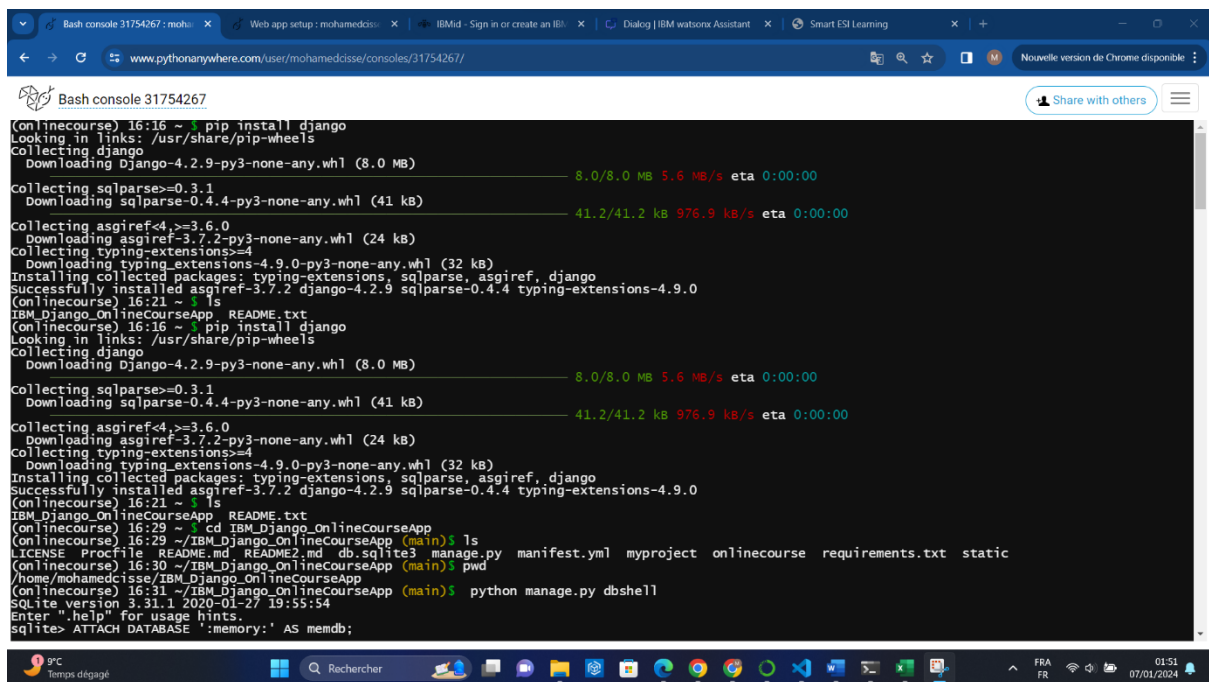 Bash console 31754267 : moha
Web app setup : mohamedciss
IBMid - Sign in or create an IBM
Dialog | IBM watsonx Assistant
Smart ESI Learning
www.pythonanywhere.com/user/mohamedcisse/consoles/31754267/
M
Nouvelle version de Chrome disponible
Bash console 31754267
Share with others
(onlinecourse) 16:16 ~ $ pip install django
Looking in links: /usr/share/pip-wheels
Collecting django
Downloading Django-4.2.9-py3-none-any.whl (8.0 MB)
8.0/8.0 MB 5.6 MB/s eta 0:00:00
Collecting sqlparse>=0.3.1
Downloading sqlparse-0.4.4-py3-none-any.whl (41 kB)
41.2/41.2 kB 976.9 kB/s eta 0:00:00
Collecting asgiref<4,>=3.6.0
Downloading asgiref-3.7.2-py3-none-any.whl (24 kB)
Collecting typing-extensions>=4
Downloading typing_extensions-4.9.0-py3-none-any.whl (32 kB)
Installing collected packages: typing-extensions, sqlparse, asgiref, django
Successfully installed asgiref-3.7.2 django-4.2.9 sqlparse-0.4.4 typing-extensions-4.9.0
(onlinecourse) 16:21 ~ $ ls
IBM_Django_OnlineCourseApp README.txt
(onlinecourse) 16:16 ~ $ pip install django
Looking in links: /usr/share/pip-wheels
Collecting django
Downloading Django-4.2.9-py3-none-any.whl (8.0 MB)
8.0/8.0 MB 5.6 MB/s eta 0:00:00
Collecting sqlparse>=0.3.1
Downloading sqlparse-0.4.4-py3-none-any.whl (41 kB)
41.2/41.2 kB 976.9 kB/s eta 0:00:00
Collecting asgiref<4,>=3.6.0
Downloading asgiref-3.7.2-py3-none-any.whl (24 kB)
Collecting typing-extensions>=4
Downloading typing_extensions-4.9.0-py3-none-any.whl (32 kB)
Installing collected packages: typing-extensions, sqlparse, asgiref, django
Successfully installed asgiref-3.7.2 django-4.2.9 sqlparse-0.4.4 typing-extensions-4.9.0
(onlinecourse) 16:21 ~ $ ls
IBM_Django_OnlineCourseApp README.txt
(onlinecourse) 16:29 ~ $ cd IBM_Django_OnlineCourseApp
(onlinecourse) 16:29 ~/IBM_Django_OnlineCourseApp (main)$ ls
LICENSE Procfile README.md README2.md db.sqlite3 manage.py manifest.yml myproject onlinecourse requirements.txt static
(onlinecourse) 16:30 ~/IBM_Django_OnlineCourseApp (main)$ pwd
/home/mohamedcisse/IBM_Django_OnlineCourseApp
(onlinecourse) 16:31 ~/IBM_Django_OnlineCourseApp (main)$ python manage.py dbshell
SQLite version 3.31.1 2020-01-27 19:55:54
Enter ".help" for usage hints.
sqlite> ATTACH DATABASE ':memory:' AS memdb;
1
9°C
Temps dégagé
Rechercher
FRA
FR
01:51
07/01/2024